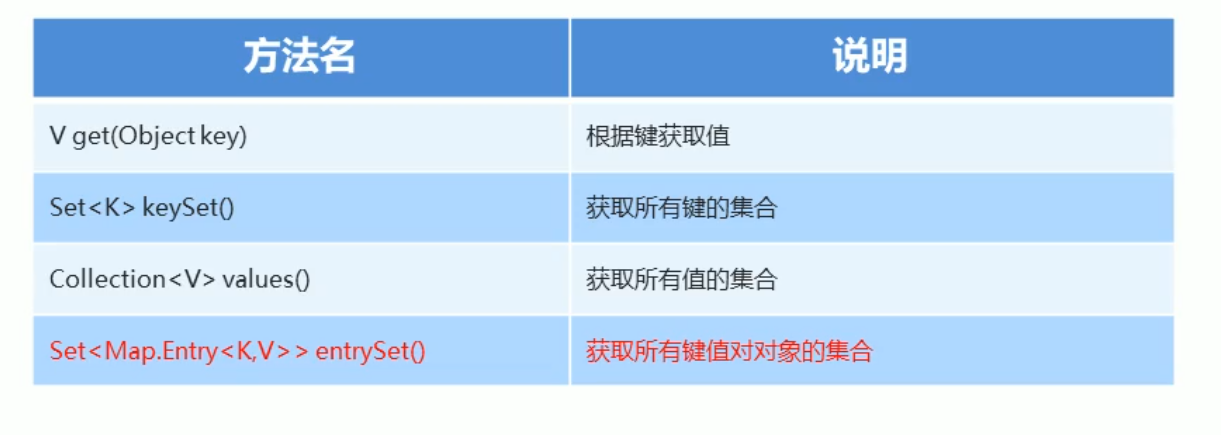 方法名 说明
V get(Object key) 根据键获取值
Set<K> keySet() 获取所有键的集合
Collection<V> values() 获取所有值的集合
Set<Map.Entry<K,V>> entrySet() 获取所有键值对对象的集合